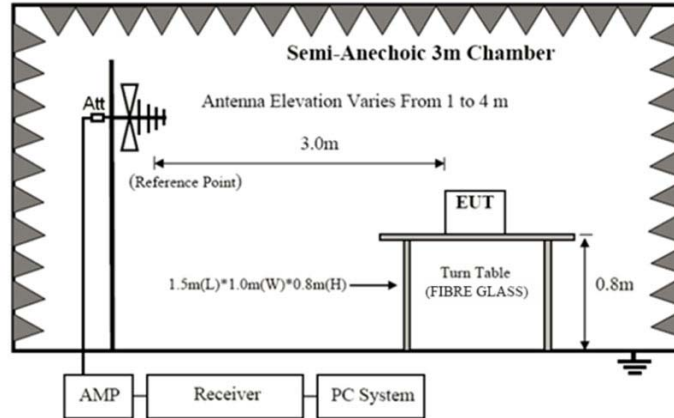 Semi-Anechoic 3m Chamber
Antenna Elevation Varies From 1 to 4 m
Att
3.0m
(Reference Point)
EUT
1.5m(L)*1.0m(W)*0.8m(H)
Turn Table
(FIBRE GLASS)
0.8m
AMP
Receiver
PC System